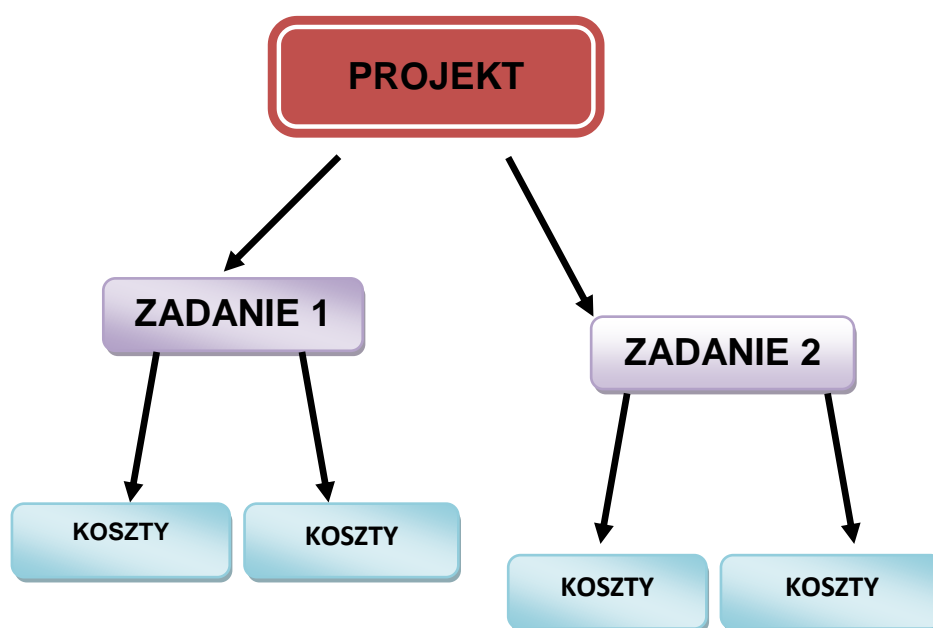 PROJEKT
ZADANIE 1
ZADANIE 2
KOSZTY
KOSZTY
KOSZTY
KOSZTY